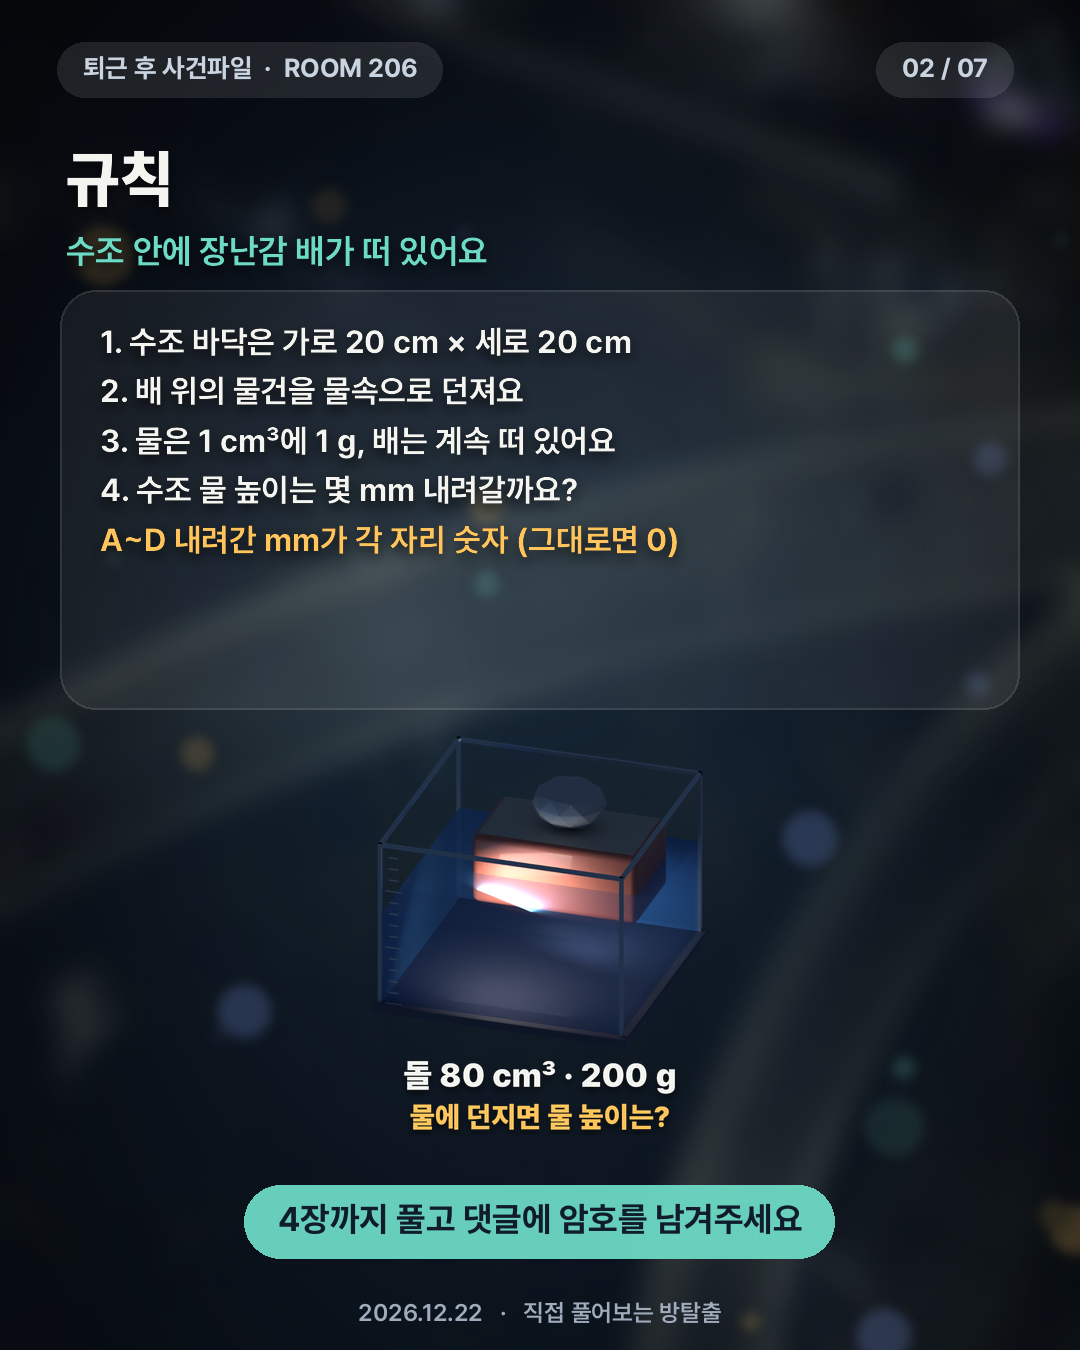 퇴근 후 사건파일 · ROOM 206
02 / 07
규칙
수조 안에 장난감 배가 떠 있어요
1. 수조 바닥은 가로 20 cm × 세로 20 cm
2. 배 위의 물건을 물속으로 던져요
3. 물은 1 cm³에 1 g, 배는 계속 떠 있어요
4. 수조 물 높이는 몇 mm 내려갈까요?
A~D 내려간 mm가 각 자리 숫자 (그대로면 0)
돌 80 cm³ · 200 g
물에 던지면 물 높이는?
4장까지 풀고 댓글에 암호를 남겨주세요
2026.12.22 · 직접 풀어보는 방탈출